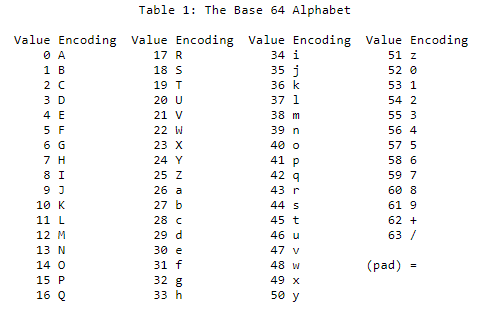 Table 1: The Base 64 Alphabet
Value Encoding Value Encoding Value Encoding Value Encoding
0 A 17 R 34 i 51 z
1 B 18 S 35 j 52 0
2 C 19 T 36 k 53 1
3 D 20 U 37 l 54 2
4 E 21 V 38 m 55 3
5 F 22 W 39 n 56 4
6 G 23 X 40 o 57 5
7 H 24 Y 41 p 58 6
8 I 25 Z 42 q 59 7
9 J 26 a 43 r 60 8
10 K 27 b 44 s 61 9
11 L 28 c 45 t 62 +
12 M 29 d 46 u 63 /
13 N 30 e 47 v
14 O 31 f 48 w (pad) =
15 P 32 g 49 x
16 Q 33 h 50 y